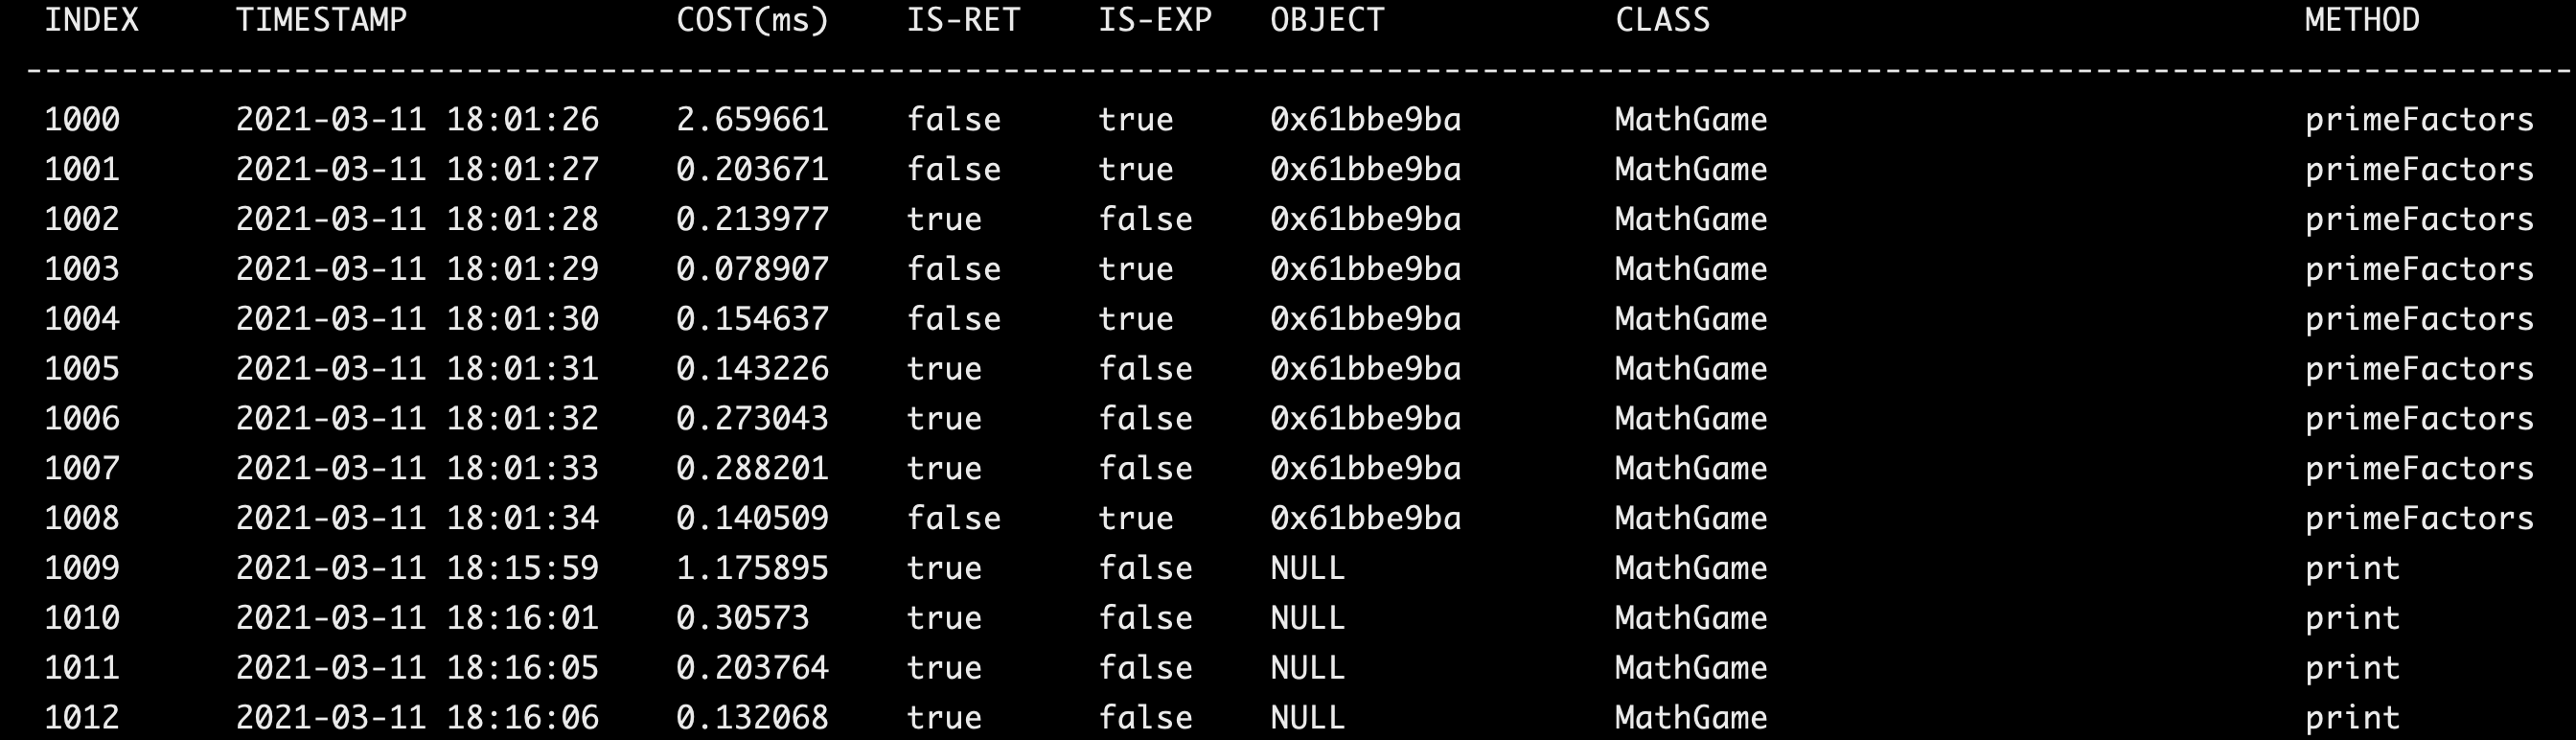 INDEX TIMESTAMP COST(ms) IS-RET IS-EXP OBJECT CLASS METHOD
-------------------------------------------------------------------------------------------------------------------------------------
1000 2021-03-11 18:01:26 2.659661 false true 0x61bbe9ba MathGame primeFactors
1001 2021-03-11 18:01:27 0.203671 false true 0x61bbe9ba MathGame primeFactors
1002 2021-03-11 18:01:28 0.213977 true false 0x61bbe9ba MathGame primeFactors
1003 2021-03-11 18:01:29 0.078907 false true 0x61bbe9ba MathGame primeFactors
1004 2021-03-11 18:01:30 0.154637 false true 0x61bbe9ba MathGame primeFactors
1005 2021-03-11 18:01:31 0.143226 true false 0x61bbe9ba MathGame primeFactors
1006 2021-03-11 18:01:32 0.273043 true false 0x61bbe9ba MathGame primeFactors
1007 2021-03-11 18:01:33 0.288201 true false 0x61bbe9ba MathGame primeFactors
1008 2021-03-11 18:01:34 0.140509 false true 0x61bbe9ba MathGame primeFactors
1009 2021-03-11 18:15:59 1.175895 true false NULL MathGame print
1010 2021-03-11 18:16:01 0.30573 true false NULL MathGame print
1011 2021-03-11 18:16:05 0.203764 true false NULL MathGame print
1012 2021-03-11 18:16:06 0.132068 true false NULL MathGame print